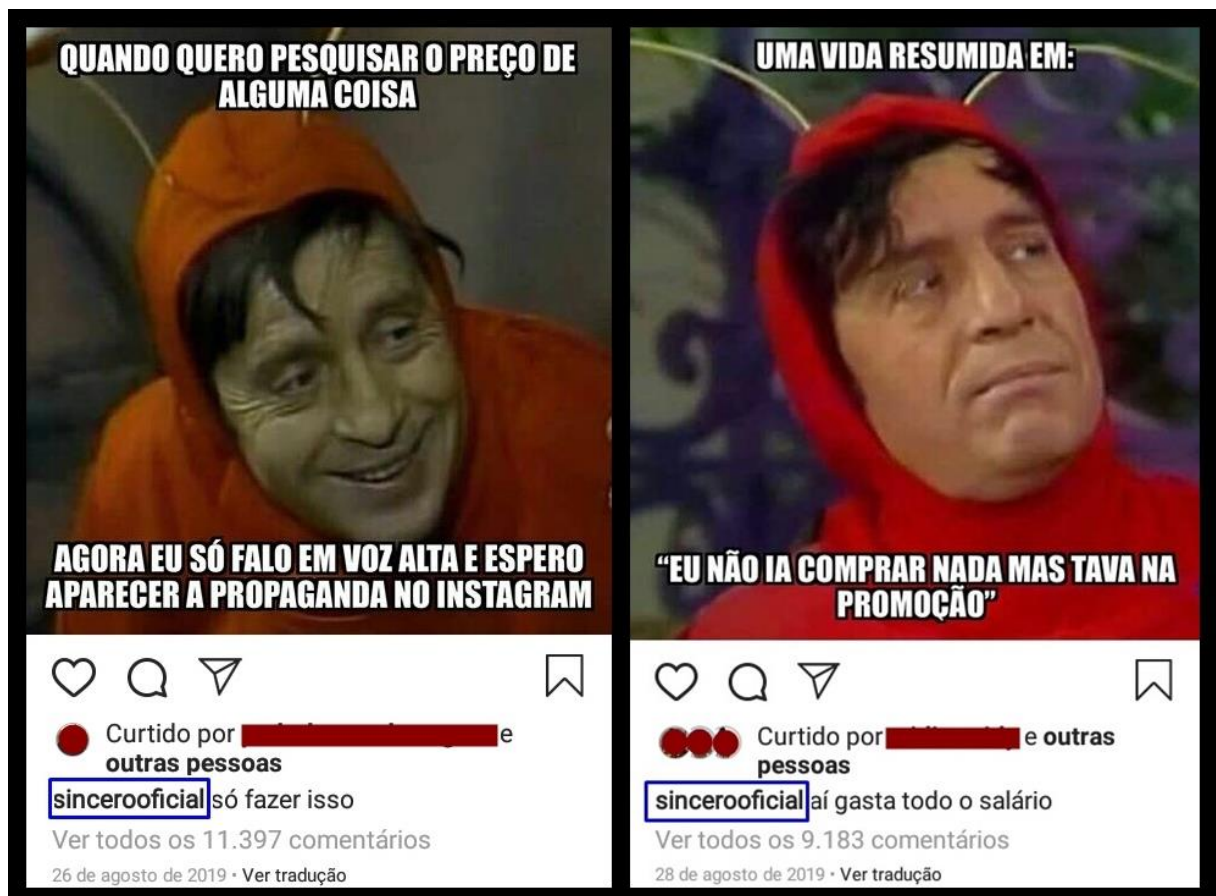 QUANDO QUERO PESQUISAR O PREÇO DE
ALGUMA COISA
AGORA EU SÓ FALO EM VOZ ALTA E ESPERO
APARECER A PROPAGANDA NO INSTAGRAM
Curtido por e
outras pessoas
sincerooficial só fazer isso
Ver todos os 11.397 comentários
26 de agosto de 2019 • Ver tradução
UMA VIDA RESUMIDA EM:
“EU NÃO IA COMPRAR NADA MAS TAVA NA
PROMOÇÃO”
Curtido por e outras
pessoas
sincerooficial aí gasta todo o salário
Ver todos os 9.183 comentários
28 de agosto de 2019 • Ver tradução